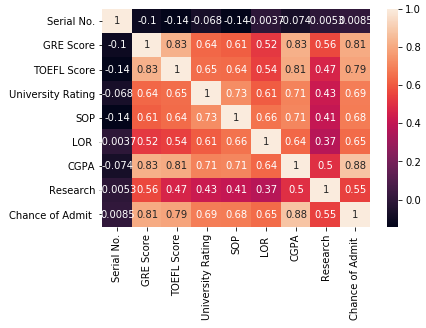 Serial No. 1 -0.1 -0.14 -0.068 -0.14 -0.0037 -0.074 -0.0053 0.0085
GRE Score -0.1 1 0.83 0.64 0.61 0.52 0.83 0.56 0.81
TOEFL Score -0.14 0.83 1 0.65 0.64 0.54 0.81 0.47 0.79
University Rating -0.068 0.64 0.65 1 0.73 0.61 0.71 0.43 0.69
SOP -0.14 0.61 0.64 0.73 1 0.66 0.71 0.41 0.68
LOR -0.0037 0.52 0.54 0.61 0.66 1 0.64 0.37 0.65
CGPA -0.074 0.83 0.81 0.71 0.71 0.64 1 0.5 0.88
Research -0.0053 0.56 0.47 0.43 0.41 0.37 0.5 1 0.55
Chance of Admit 0.0085 0.81 0.79 0.69 0.68 0.65 0.88 0.55 1
Serial No. GRE Score TOEFL Score University Rating SOP LOR CGPA Research Chance of Admit
1.0
0.8
0.6
0.4
0.2
0.0